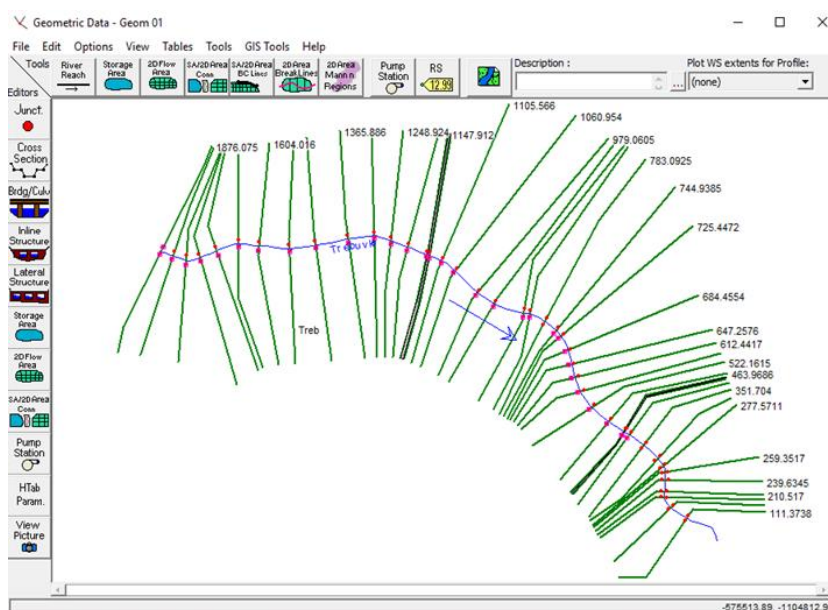 Geometric Data - Geom 01
File Edit Options View Tables Tools GIS Tools Help
Tools
Editors
River
Reach
Storage
Area
2D Flow
Area
SA/2D Area
Conn
SA/2D Area
BC Lines
2D Area
Break Lines
2D Area
Mann n
Regions
Pump
Station
RS
12.99
Description :
...
Plot WS extents for Profile:
(none)
Junct.
Cross
Section
Brdg/Culv
Inline
Structure
Lateral
Structure
Storage
Area
2D Flow
Area
SA/2D Area
Conn
Pump
Station
HTab
Param.
View
Picture
1105.566
1060.954
1365.886
1248.924
1147.912
1876.075
1604.016
979.0605
783.0925
744.9385
725.4472
Treb
684.4554
647.2576
612.4417
522.1615
463.9686
351.704
277.5711
259.3517
239.6345
210.517
111.3738
-575513.89, -1104812.9